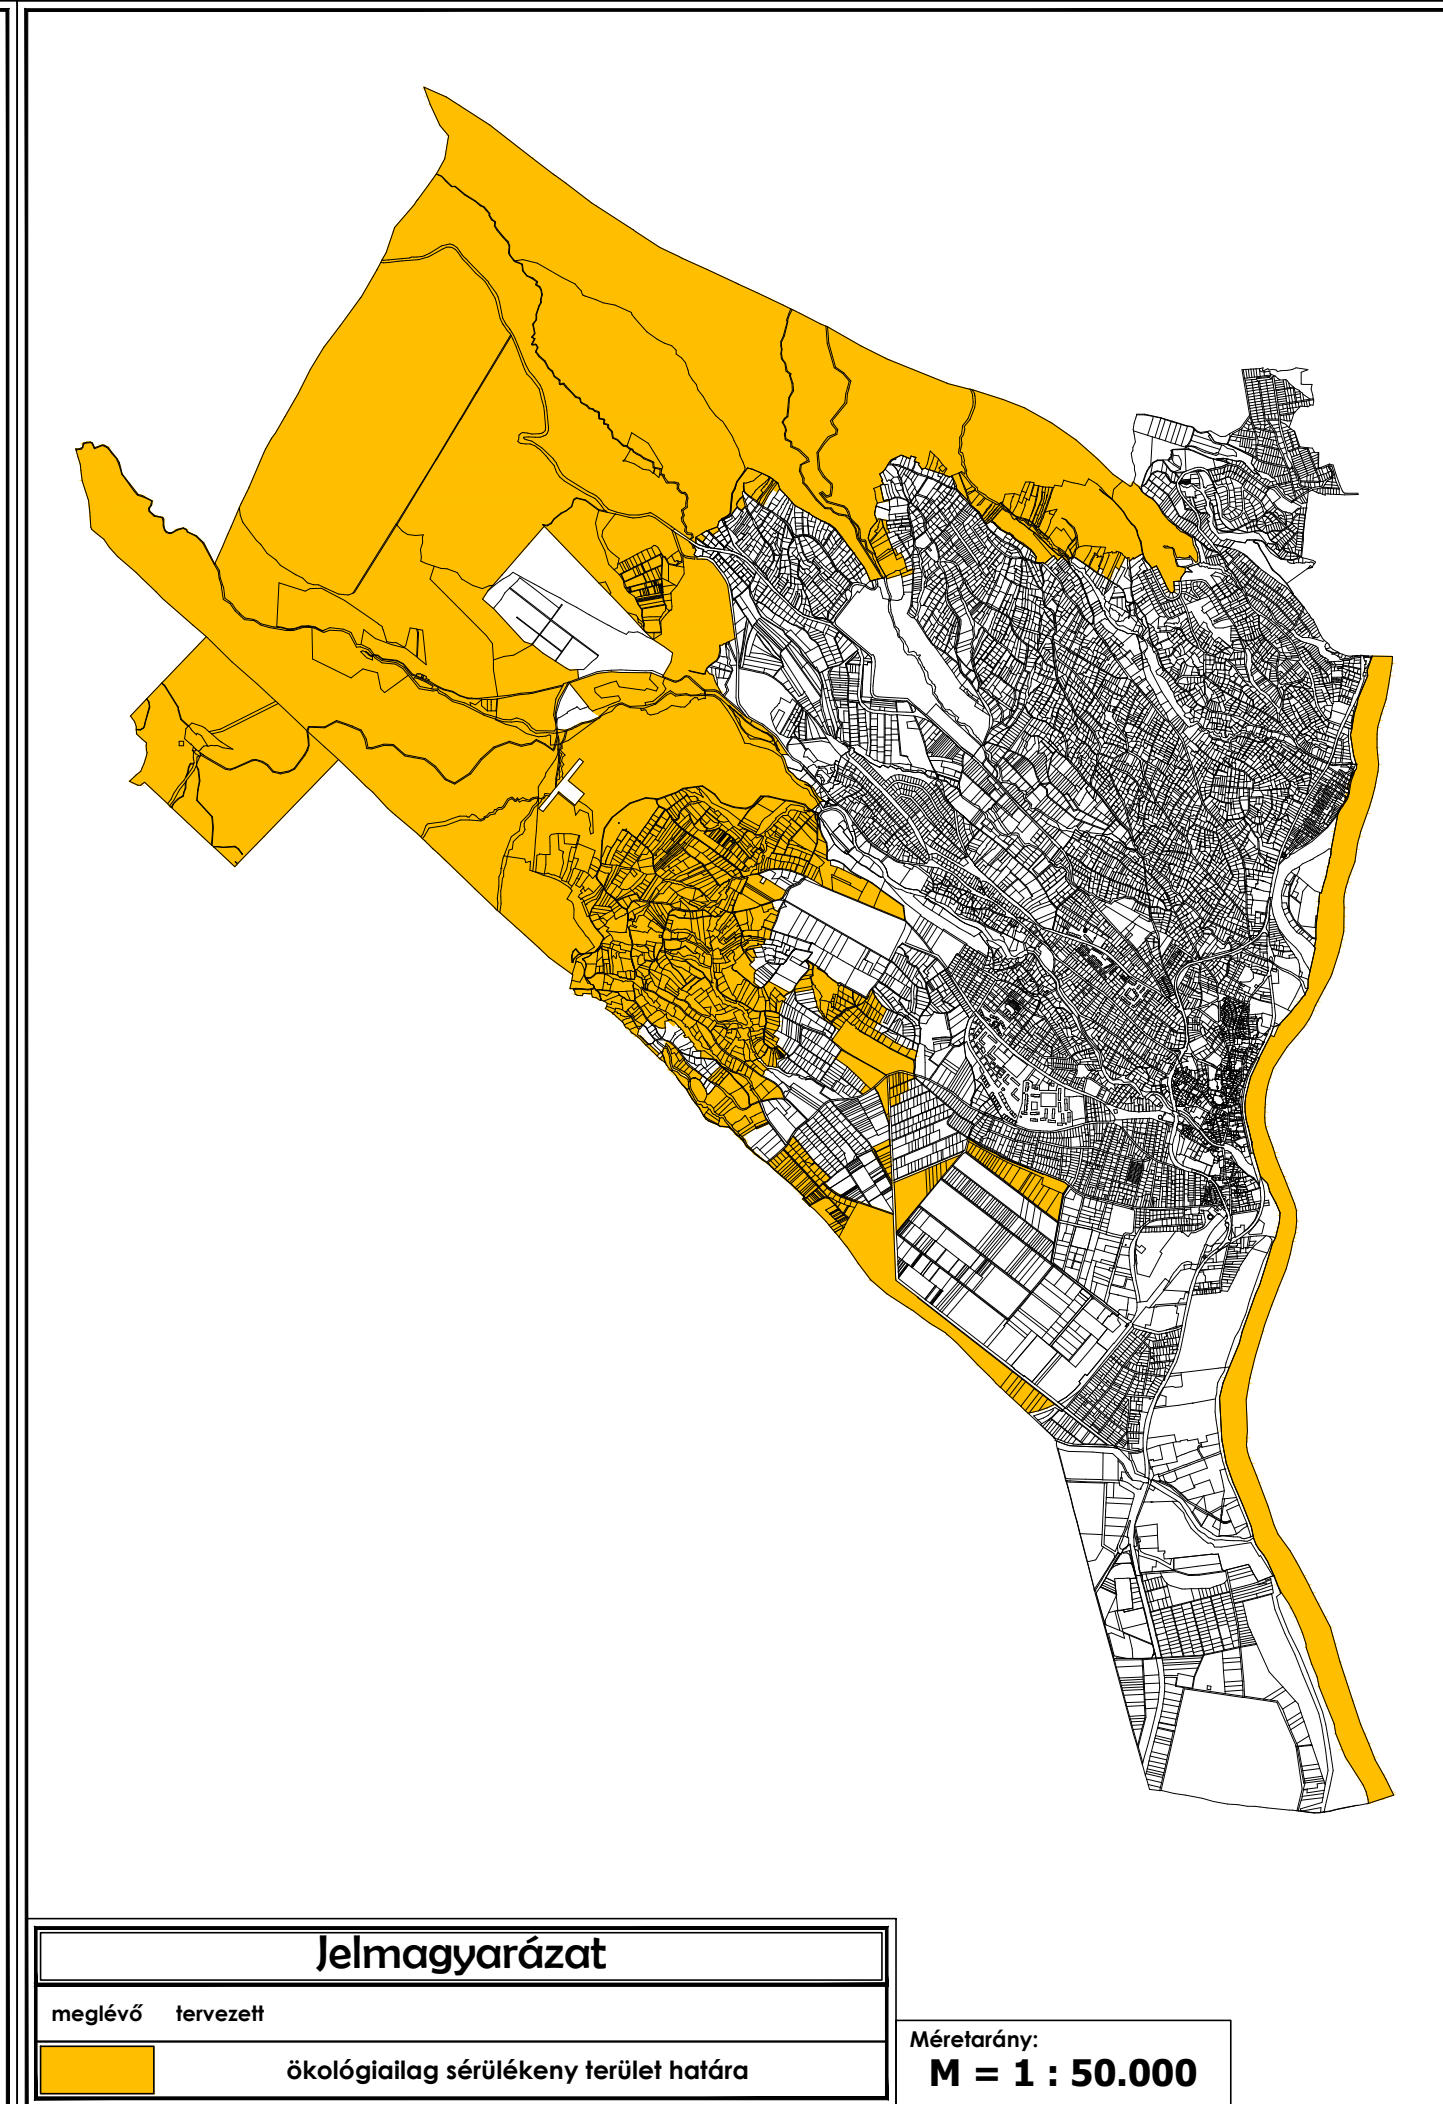 Jelmagyarázat
meglévő tervezett
ökológiailag sérülékeny terület határa
Méretarány:
M = 1 : 50.000